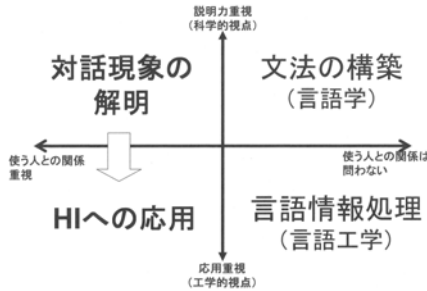 説明力重視
(科学的視点)
対話現象の
解明
文法の構築
(言語学)
使う人との関係
重視
使う人との関係は
問わない
HIへの応用
言語情報処理
(言語工学)
応用重視
(工学的視点)